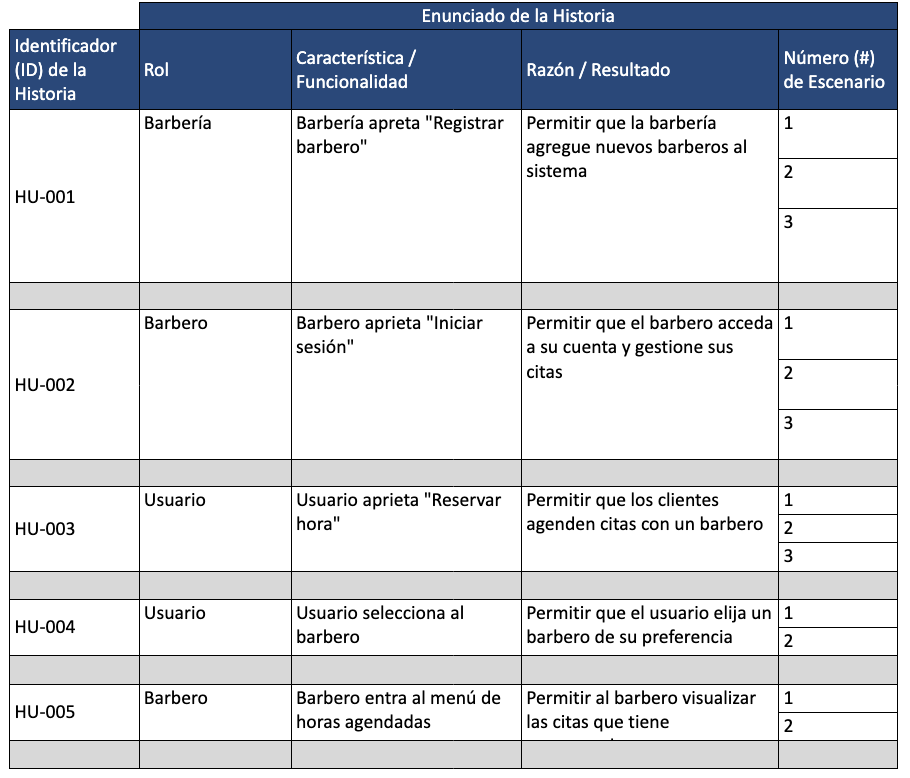 Enunciado de la Historia
Identificador
(ID) de la
Historia
Rol
Característica /
Funcionalidad
Razón / Resultado
Número (#)
de Escenario
HU-001
Barbería
Barbería apreta "Registrar
barbero"
Permitir que la barbería
agregue nuevos barberos al
sistema
1
2
3
HU-002
Barbero
Barbero aprieta "Iniciar
sesión"
Permitir que el barbero acceda
a su cuenta y gestione sus
citas
1
2
3
HU-003
Usuario
Usuario aprieta "Reservar
hora"
Permitir que los clientes
agenden citas con un barbero
1
2
3
HU-004
Usuario
Usuario selecciona al
barbero
Permitir que el usuario elija un
barbero de su preferencia
1
2
HU-005
Barbero
Barbero entra al menú de
horas agendadas
Permitir al barbero visualizar
las citas que tiene
1
2